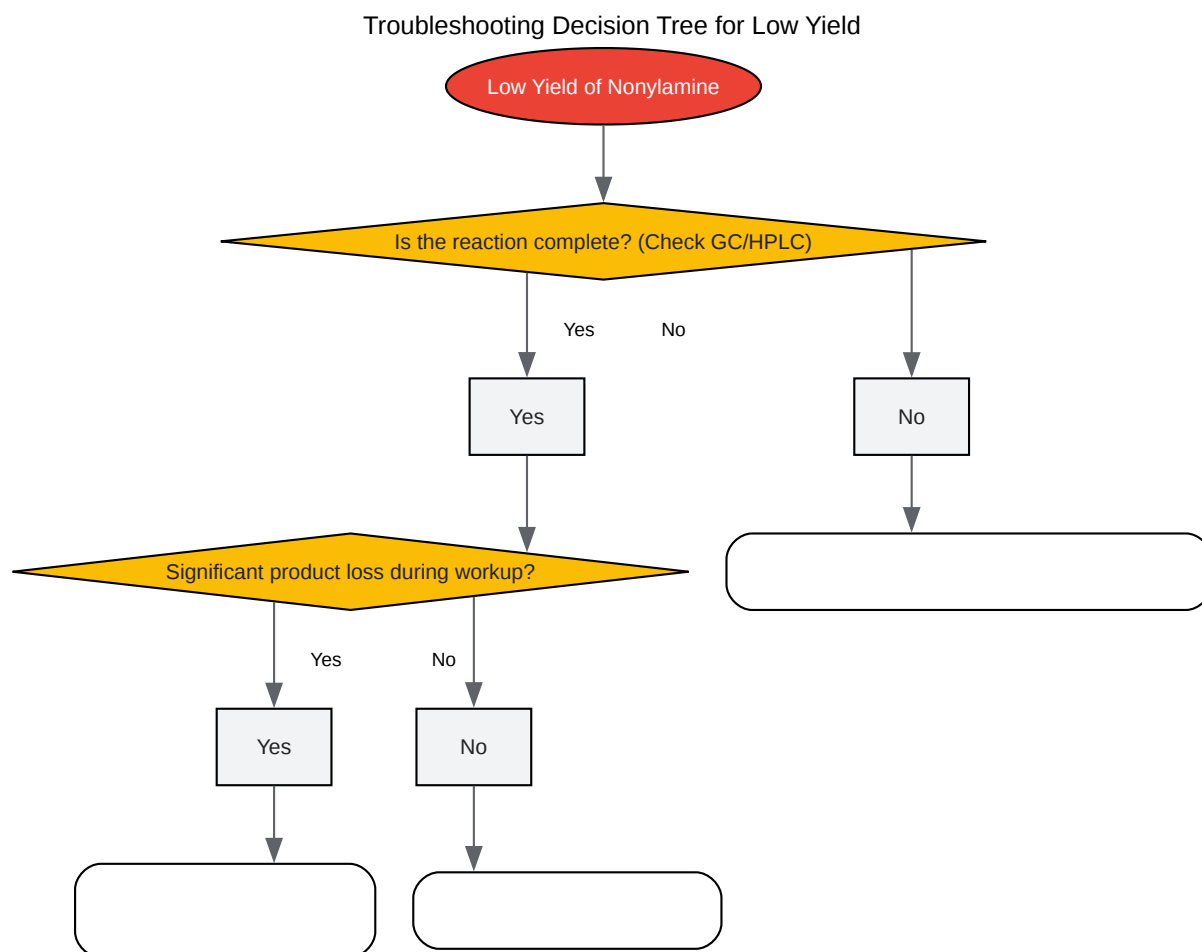 Troubleshooting Decision Tree for Low Yield
Low Yield of Nonylamine
Is the reaction complete? (Check GC/HPLC)
Yes
No
Yes
No
Significant product loss during workup?
Yes
No
Yes
No